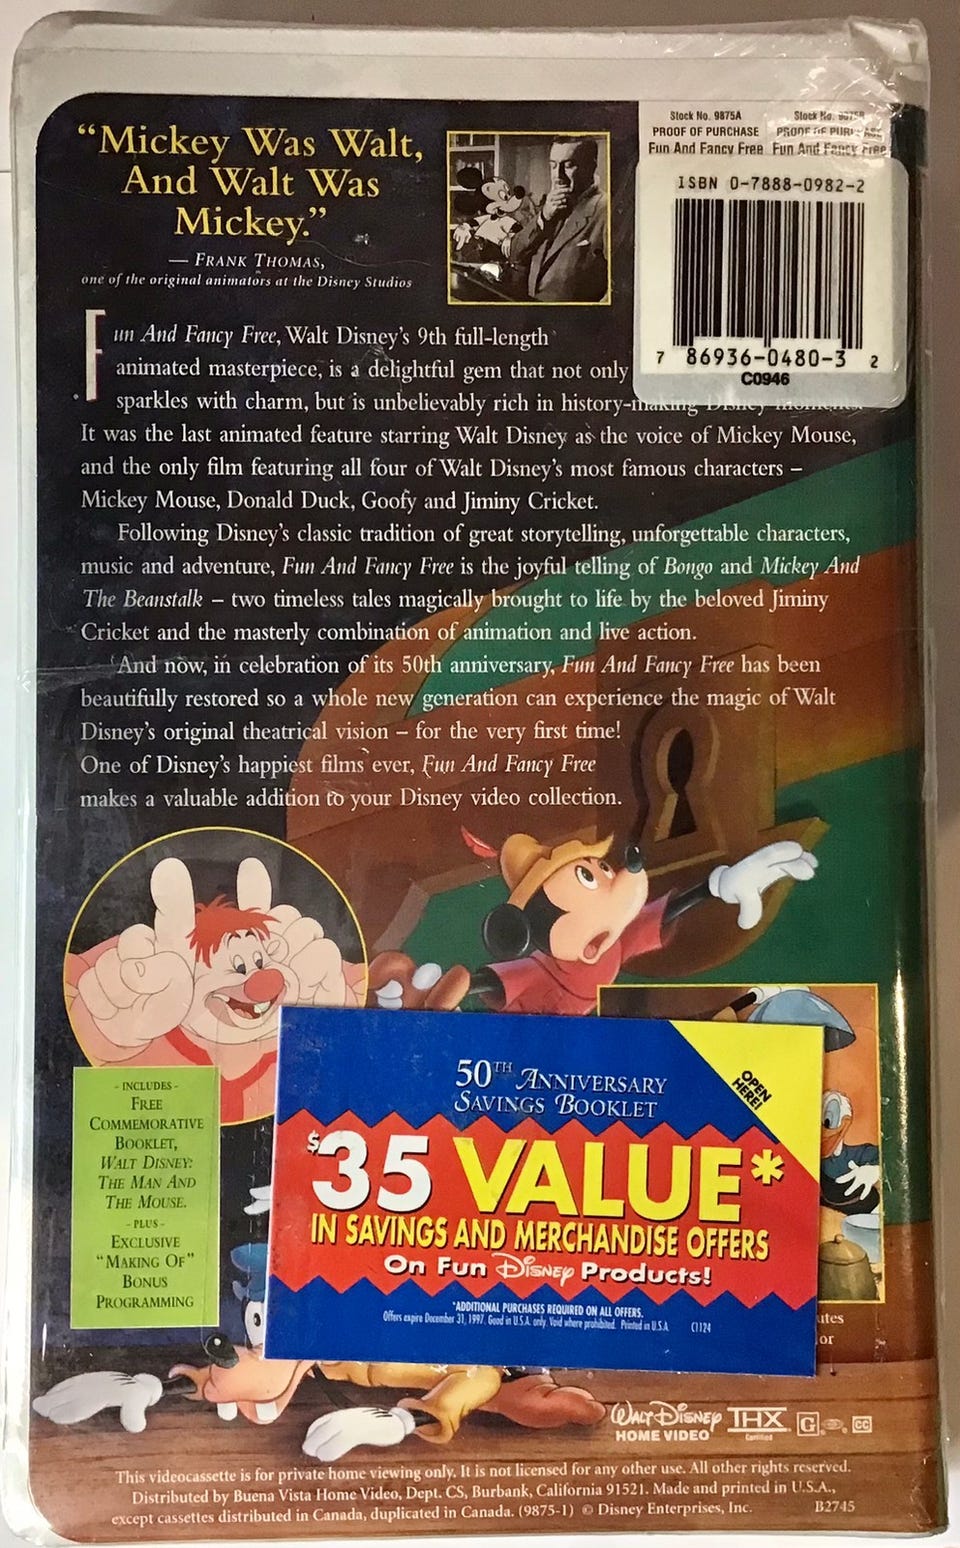 “Mickey Was Walt,
And Walt Was
Mickey.”
— Frank Thomas,
one of the original animators at the Disney Studios
Stock No. 9875A
PROOF OF PURCHASE
Fun And Fancy Free
Stock No.
PROOF OF
Fun And Fancy Free
ISBN 0-7888-0982-2
7 86936-0480-3 2
C0946
Fun And Fancy Free, Walt Disney’s 9th full-length
animated masterpiece, is a delightful gem that not only
sparkles with charm, but is unbelievably rich in history-making Disney moments.
It was the last animated feature starring Walt Disney as the voice of Mickey Mouse,
and the only film featuring all four of Walt Disney’s most famous characters –
Mickey Mouse, Donald Duck, Goofy and Jiminy Cricket.
Following Disney’s classic tradition of great storytelling, unforgettable characters,
music and adventure, Fun And Fancy Free is the joyful telling of Bongo and Mickey And
The Beanstalk – two timeless tales magically brought to life by the beloved Jiminy
Cricket and the masterly combination of animation and live action.
And now, in celebration of its 50th anniversary, Fun And Fancy Free has been
beautifully restored so a whole new generation can experience the magic of Walt
Disney’s original theatrical vision – for the very first time!
One of Disney’s happiest films ever, Fun And Fancy Free
makes a valuable addition to your Disney video collection.
- Includes -
Free
Commemorative
Booklet,
Walt Disney:
The Man And
The Mouse.
- Plus -
Exclusive
“Making Of”
Bonus
Programming
50TH Anniversary
Savings Booklet
OPEN
HERE!
$35 VALUE*
IN SAVINGS AND MERCHANDISE OFFERS
On Fun Disney Products!
*ADDITIONAL PURCHASES REQUIRED ON ALL OFFERS.
Offers expire December 31, 1997. Good in U.S.A. only. Void where prohibited. Printed in U.S.A. C1124
utes
or
Walt Disney
HOME VIDEO
THX
Certified
G
CC
This videocassette is for private home viewing only. It is not licensed for any other use. All other rights reserved.
Distributed by Buena Vista Home Video, Dept. CS, Burbank, California 91521. Made and printed in U.S.A.,
except cassettes distributed in Canada, duplicated in Canada. (9875-1) © Disney Enterprises, Inc. B2745